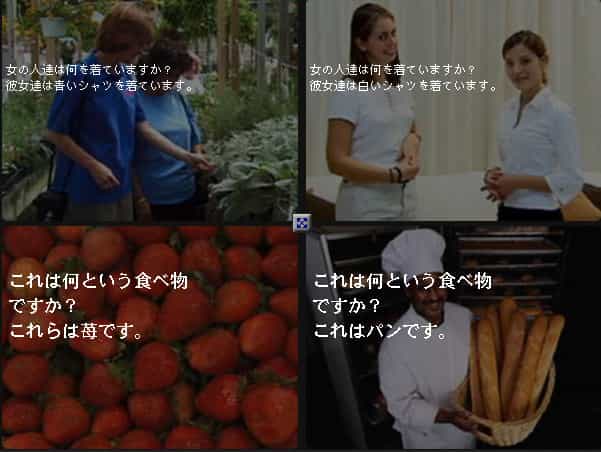 女の人達は何を着ていますか？
彼女達は青いシャツを着ています。
女の人達は何を着ていますか？
彼女達は白いシャツを着ています。
これは何という食べ物
ですか？
これらは苺です。
これは何という食べ物
ですか？
これはパンです。